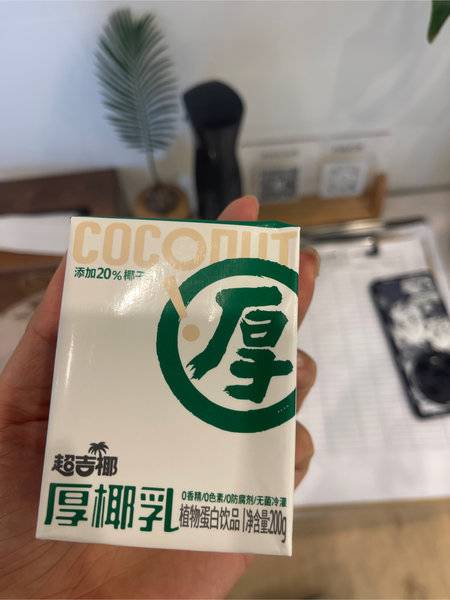 COCONUT
添加20%椰
厚
超吉椰
0香精/0色素/0防腐剂/无菌冷灌
厚椰乳 植物蛋白饮品 净含量200g